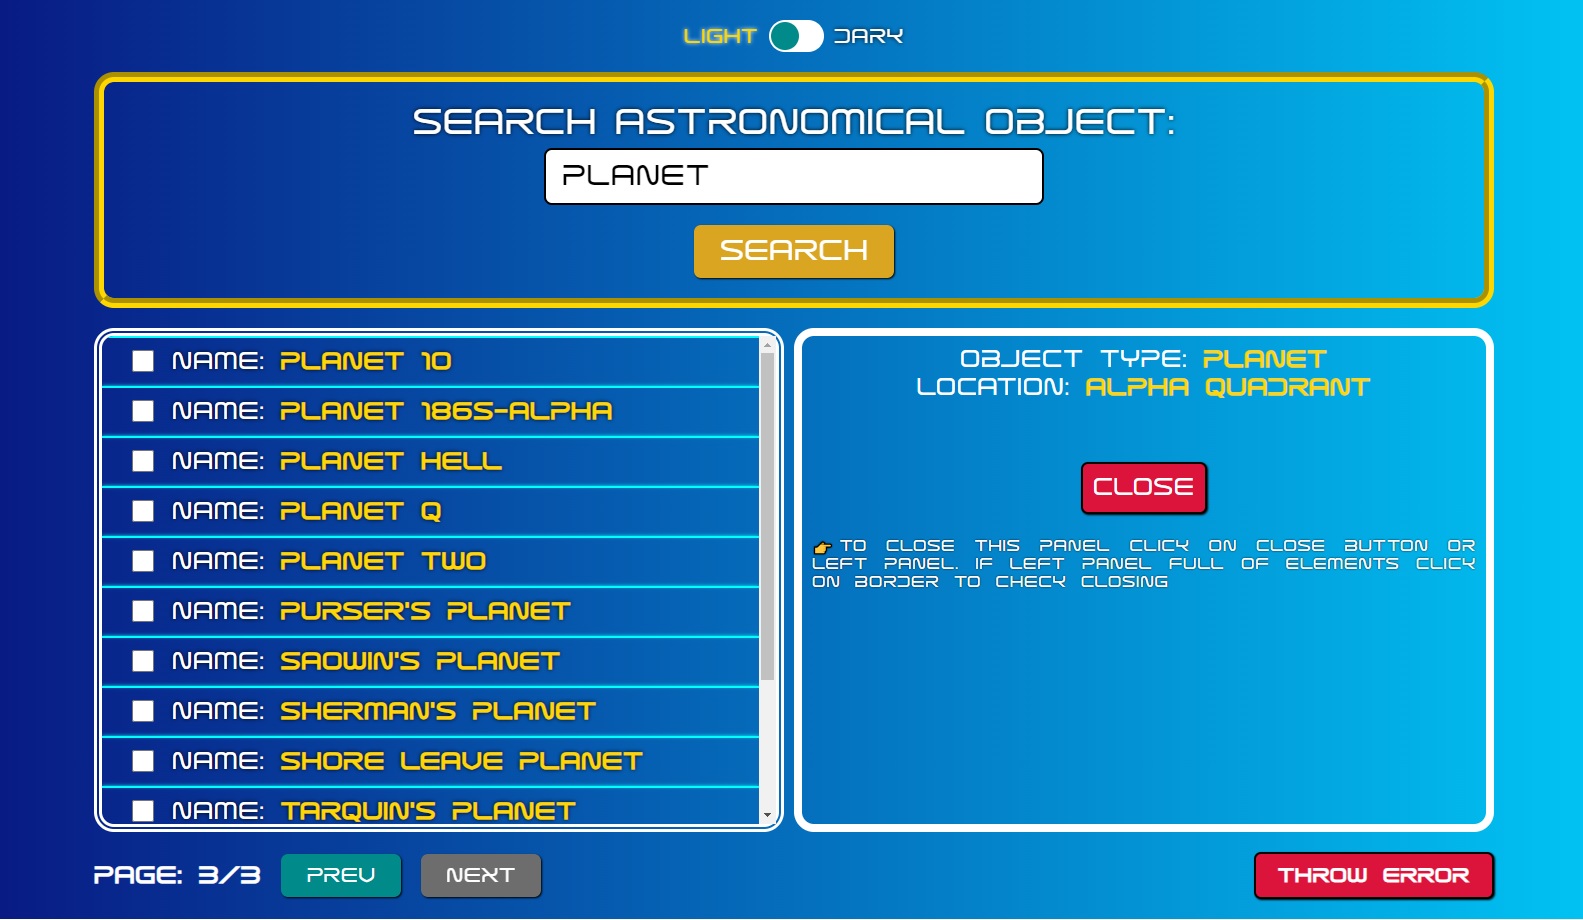 LIGHT DARK
SEARCH ASTRONOMICAL OBJECT:
PLANET
SEARCH
NAME: PLANET 10
NAME: PLANET 1865-ALPHA
NAME: PLANET HELL
NAME: PLANET Q
NAME: PLANET TWO
NAME: PURSER'S PLANET
NAME: SAOWIN'S PLANET
NAME: SHERMAN'S PLANET
NAME: SHORE LEAVE PLANET
NAME: TARQUIN'S PLANET
OBJECT TYPE: PLANET
LOCATION: ALPHA QUADRANT
CLOSE
👉 TO CLOSE THIS PANEL CLICK ON CLOSE BUTTON OR
LEFT PANEL. IF LEFT PANEL FULL OF ELEMENTS CLICK
ON BORDER TO CHECK CLOSING
PAGE: 3/3 PREV NEXT THROW ERROR